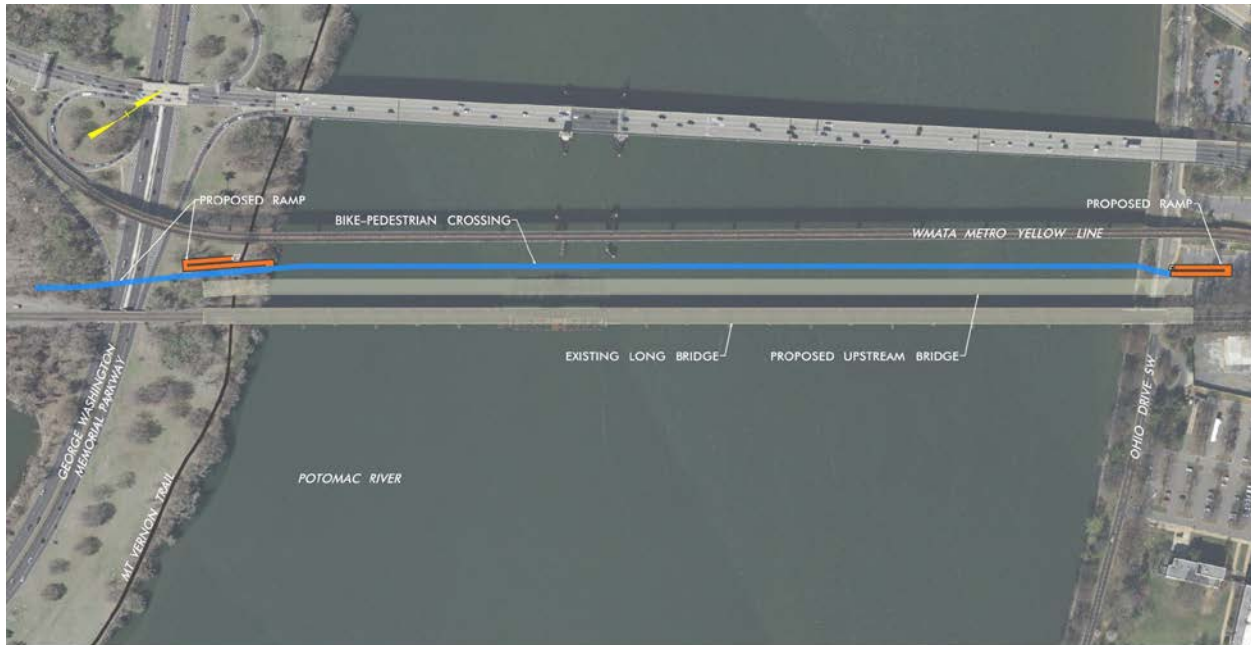 PROPOSED RAMP
BIKE-PEDESTRIAN CROSSING
PROPOSED RAMP
WMATA METRO YELLOW LINE
EXISTING LONG BRIDGE
PROPOSED UPSTREAM BRIDGE
GEORGE WASHINGTON
MEMORIAL PARKWAY
MT VERNON TRAIL
POTOMAC RIVER
OHIO DRIVE SW